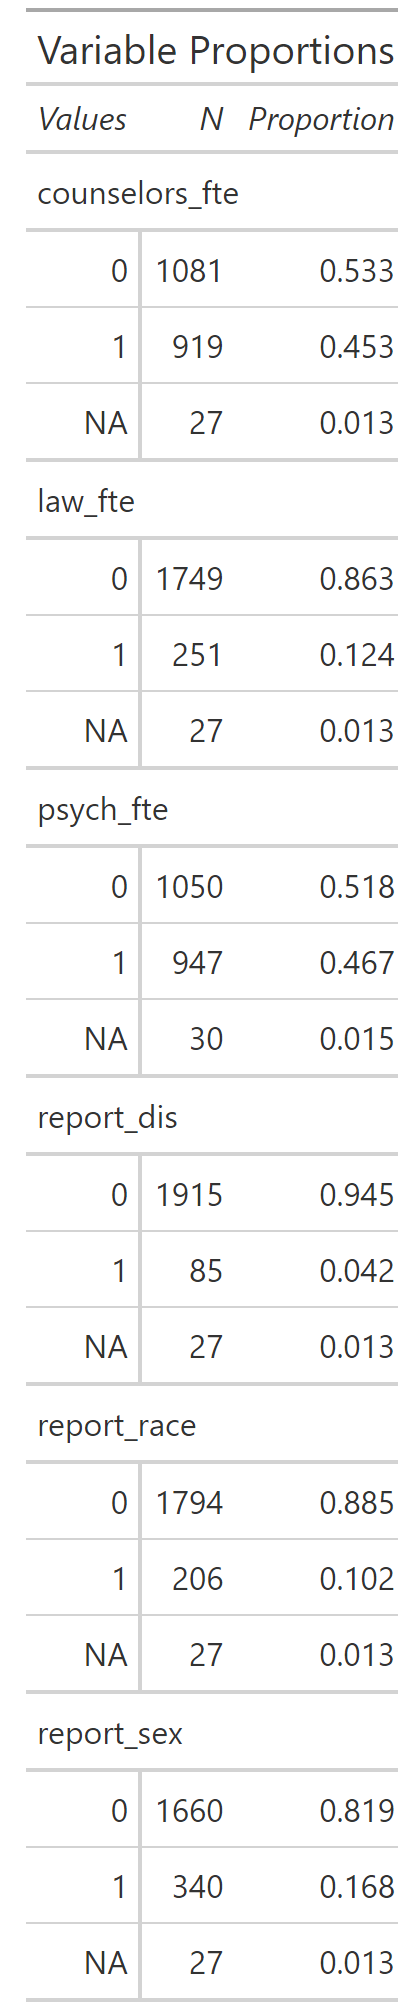 Variable Proportions
Values N Proportion
counselors_fte
0 1081 0.533
1 919 0.453
NA 27 0.013
law_fte
0 1749 0.863
1 251 0.124
NA 27 0.013
psych_fte
0 1050 0.518
1 947 0.467
NA 30 0.015
report_dis
0 1915 0.945
1 85 0.042
NA 27 0.013
report_race
0 1794 0.885
1 206 0.102
NA 27 0.013
report_sex
0 1660 0.819
1 340 0.168
NA 27 0.013